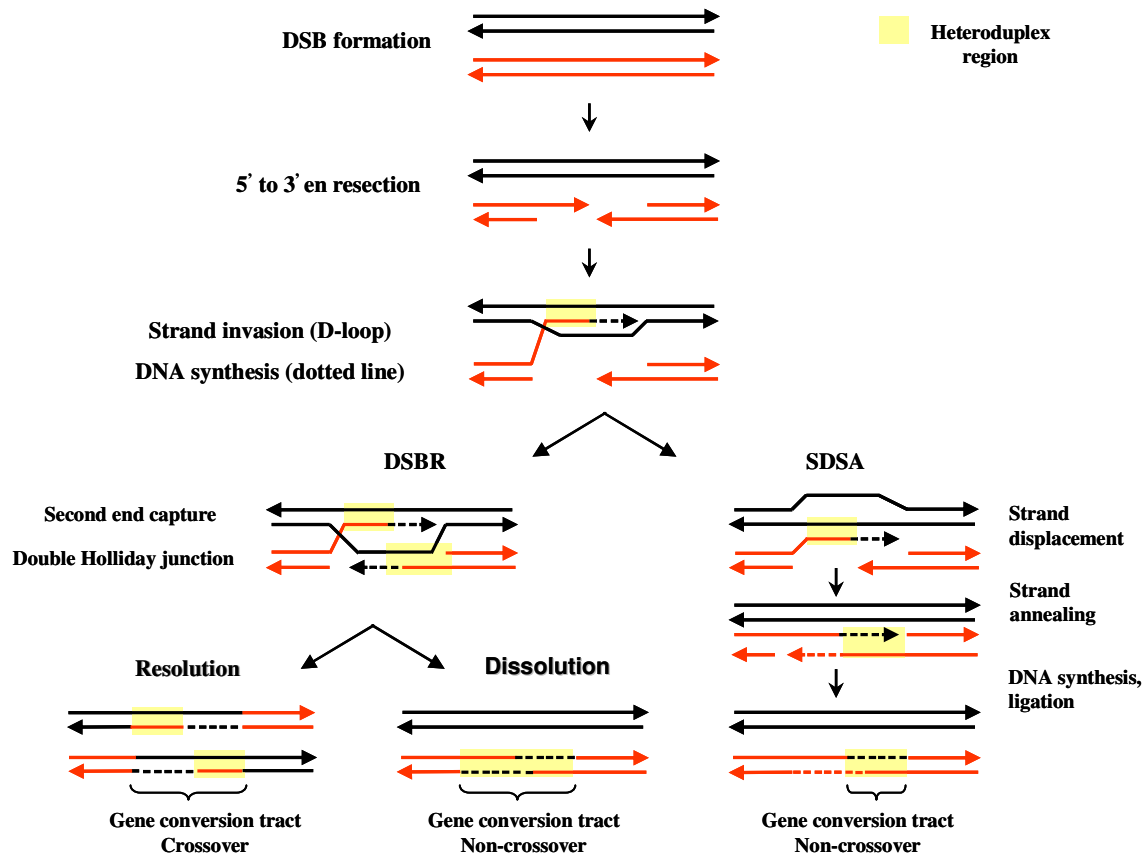 DSB formation
Heteroduplex
region
5' to 3' en resection
Strand invasion (D-loop)
DNA synthesis (dotted line)
DSBR
SDSA
Second end capture
Double Holliday junction
Strand
displacement
Strand
annealing
Resolution
Dissolution
DNA synthesis,
ligation
Gene conversion tract
Crossover
Gene conversion tract
Non-crossover
Gene conversion tract
Non-crossover